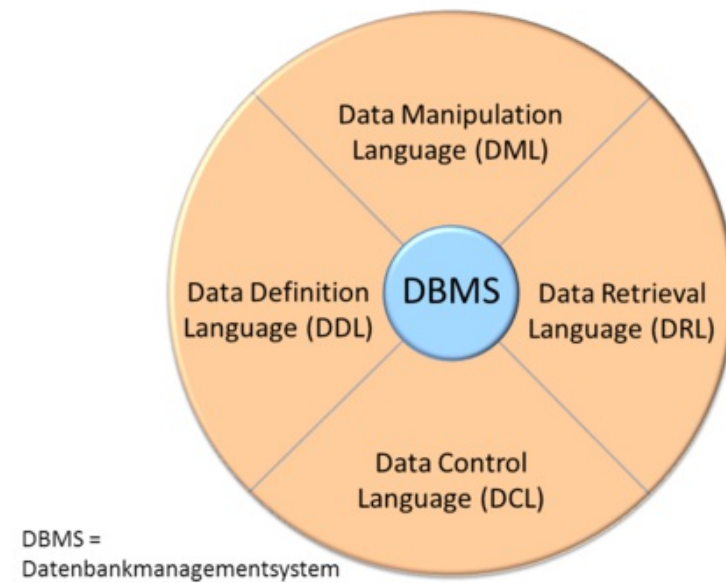 Data Manipulation
Language (DML)
Data Definition
Language (DDL)
DBMS
Data Retrieval
Language (DRL)
Data Control
Language (DCL)
DBMS =
Datenbankmanagementsystem